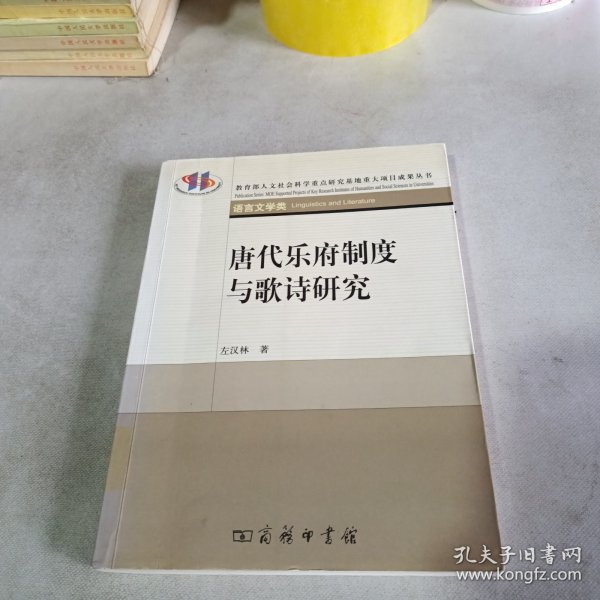 教育部人文社会科学重点研究基地重大项目成果丛书
Publication Series: MOE Supported Projects of Key Research Institutes of Humanities and Social Sciences in Universities
语言文学类 Linguistics and Literature
唐代乐府制度
与歌诗研究
左汉林 著
商务印书馆
孔夫子旧书网
www.kongfz.com